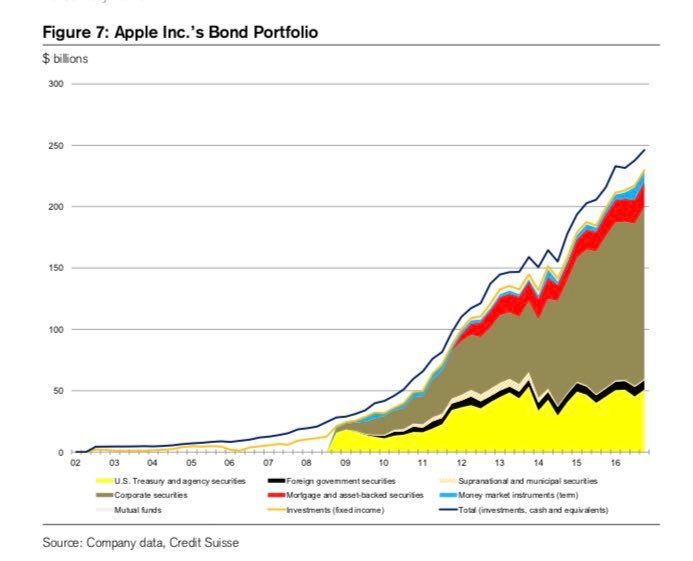 Figure 7: Apple Inc.'s Bond Portfolio
$ billions
300
250
200
150
100
50
0
02 03 04 05 06 07 08 09 10 11 12 13 14 15 16
U.S. Treasury and agency securities Foreign government securities Supranational and municipal securities
Corporate securities Mortgage and asset-backed securities Money market instruments (term)
Mutual funds Investments (fixed income) Total (investments, cash and equivalents)
Source: Company data, Credit Suisse